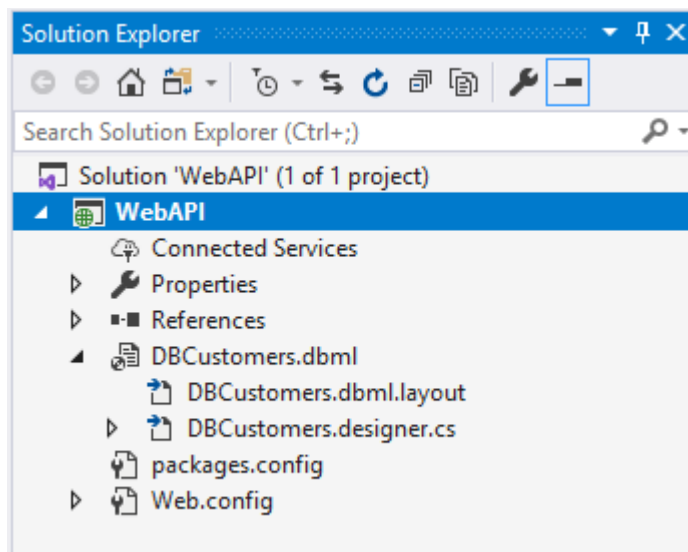 Solution Explorer
Search Solution Explorer (Ctrl+;)
Solution 'WebAPI' (1 of 1 project)
WebAPI
Connected Services
Properties
References
DBCustomers.dbml
DBCustomers.dbml.layout
DBCustomers.designer.cs
packages.config
Web.config